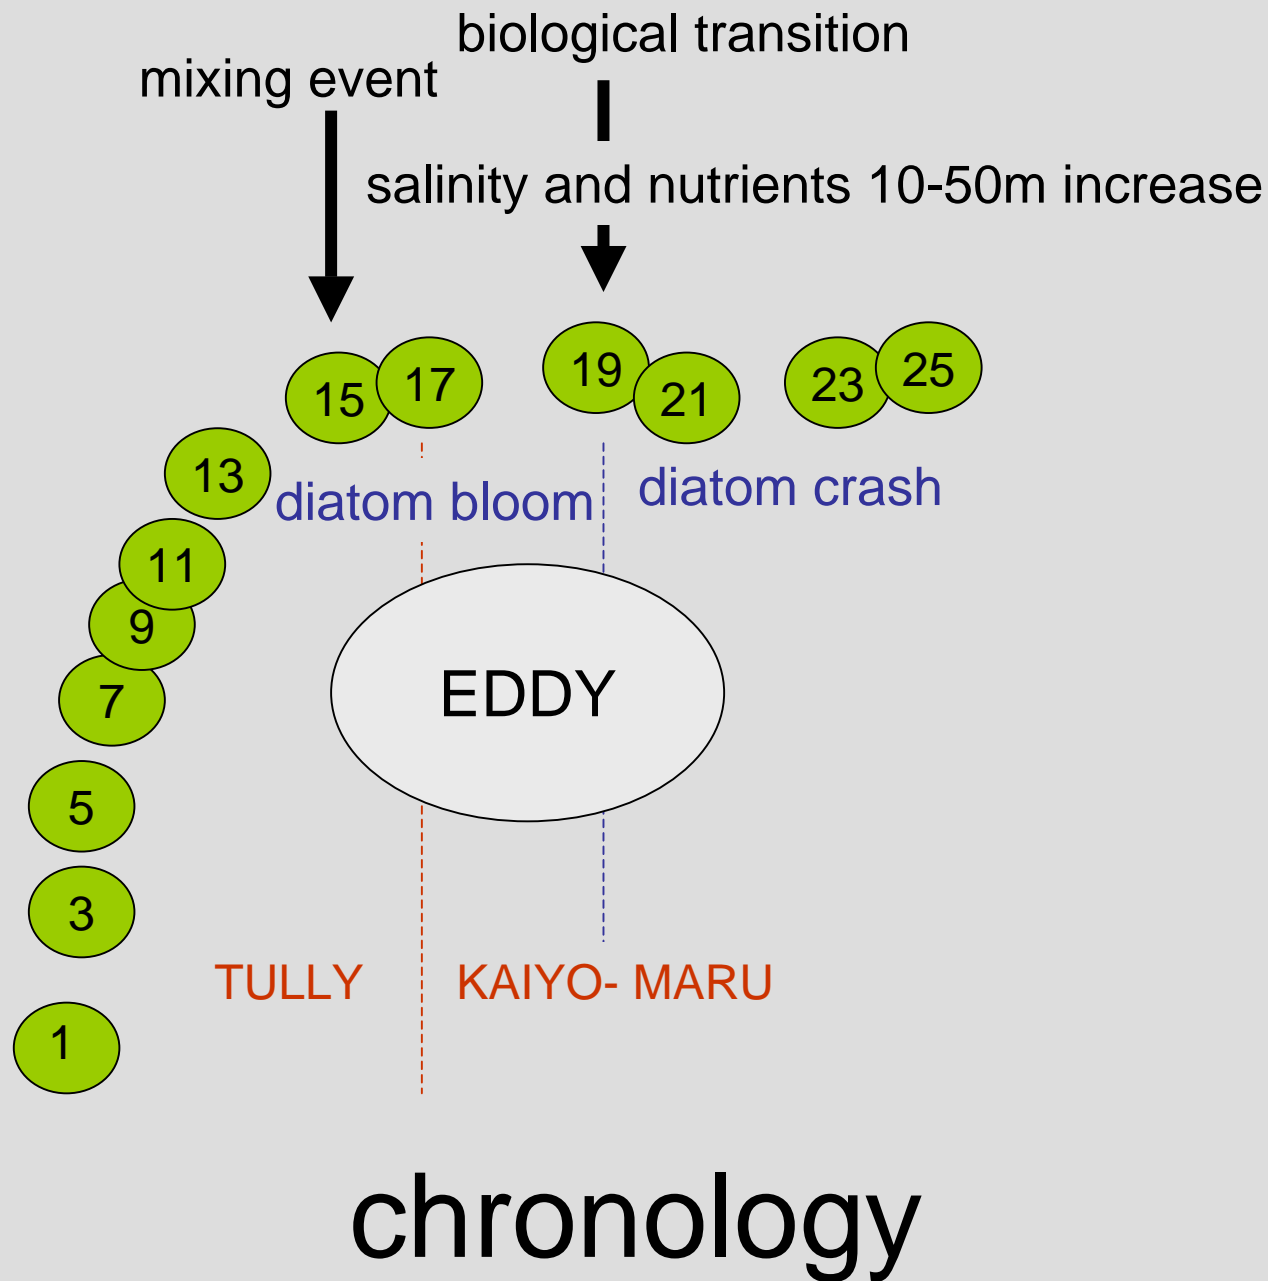 biological transition
mixing event
salinity and nutrients 10-50m increase
19
25
17
23
15
21
13
diatom bloom
diatom crash
11
9
7
EDDY
5
3
TULLY
KAIYO- MARU
1
chronology